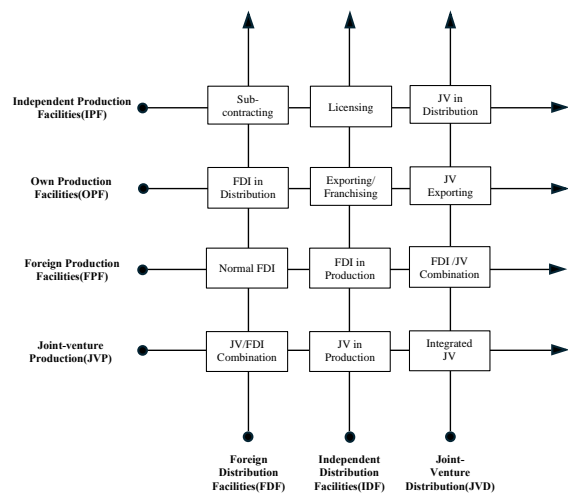 Sub-
contracting
Licensing
JV in
Distribution
Independent Production
Facilities(IPF)
FDI in
Distribution
Exporting/
Franchising
JV
Exporting
Own Production
Facilities(OPF)
Normal FDI
FDI in
Production
FDI /JV
Combination
Foreign Production
Facilities(FPF)
JV/FDI
Combination
JV in
Production
Integrated
JV
Joint-venture
Production(JVP)
Foreign
Distribution
Facilities(FDF)
Independent
Distribution
Facilities(IDF)
Joint-
Venture
Distribution(JVD)